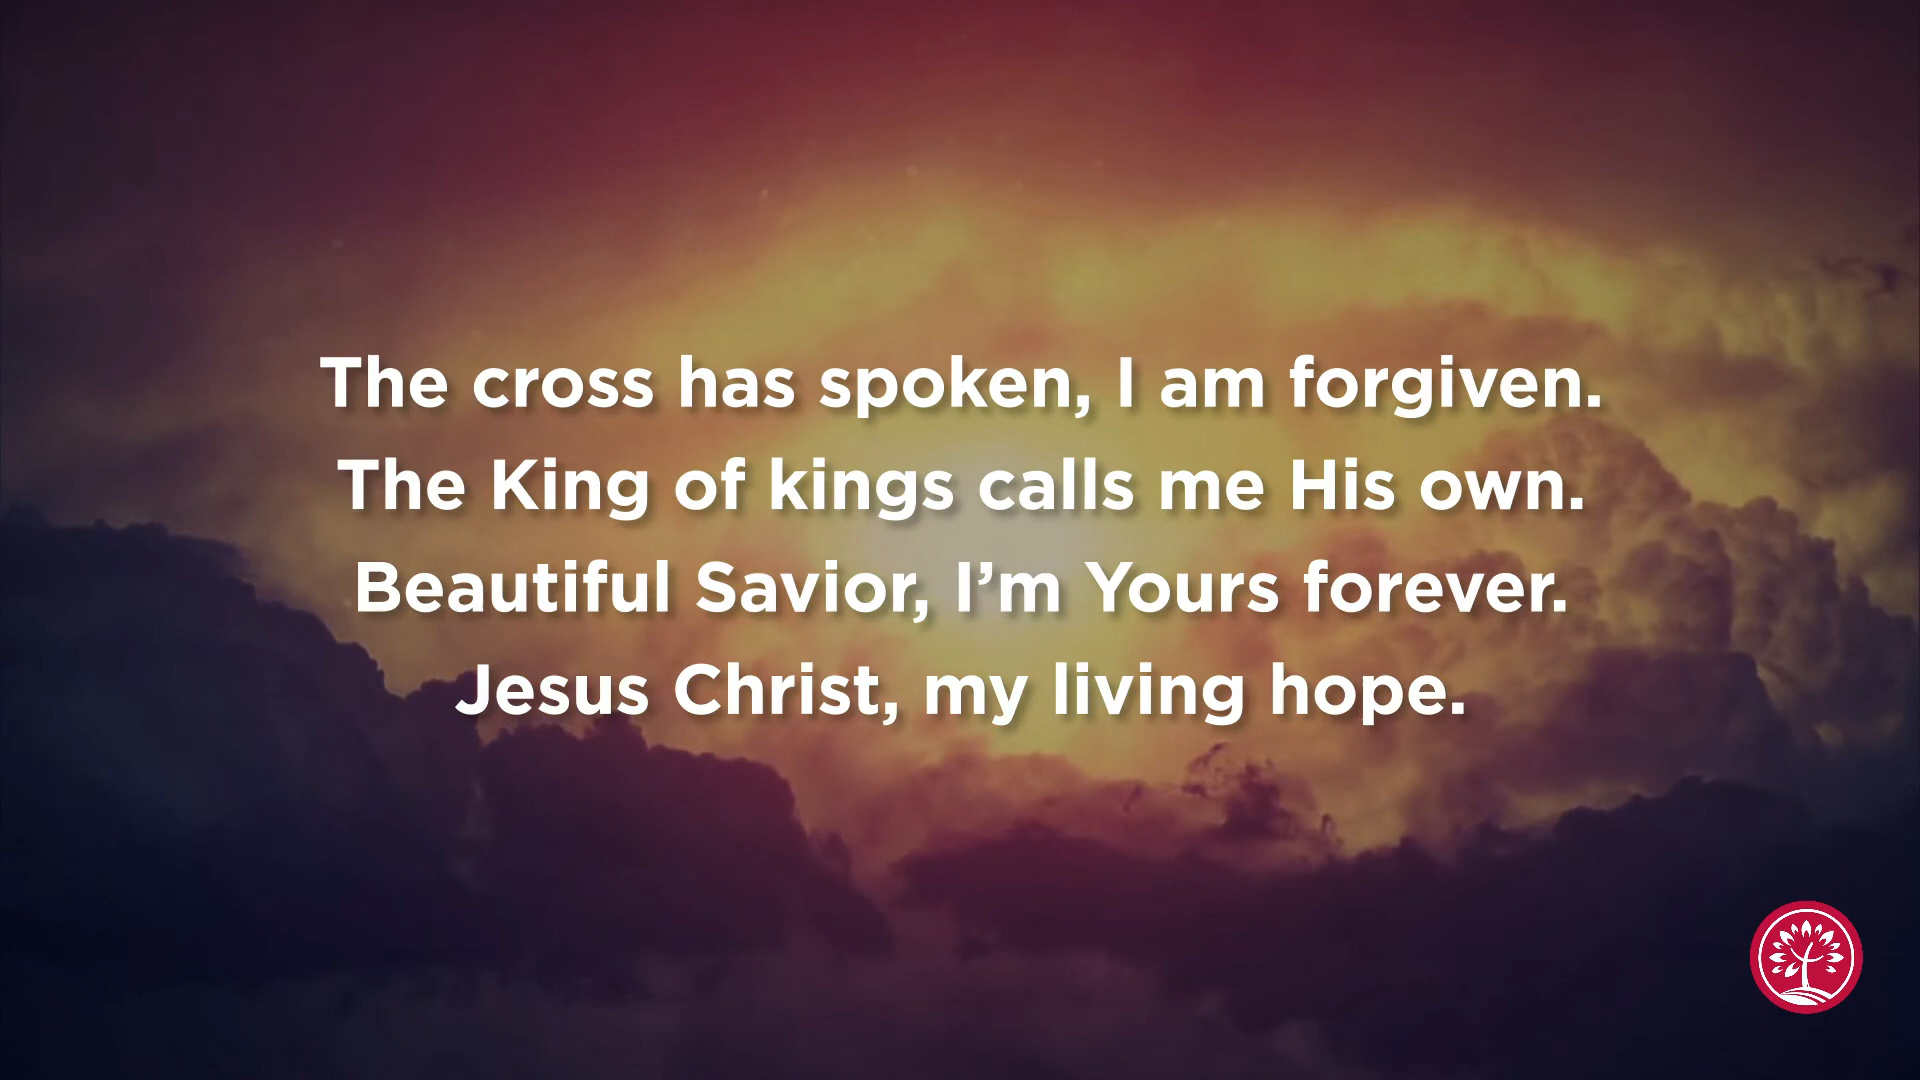 The cross has spoken, I am forgiven.
The King of kings calls me His own.
Beautiful Savior, I’m Yours forever.
Jesus Christ, my living hope.